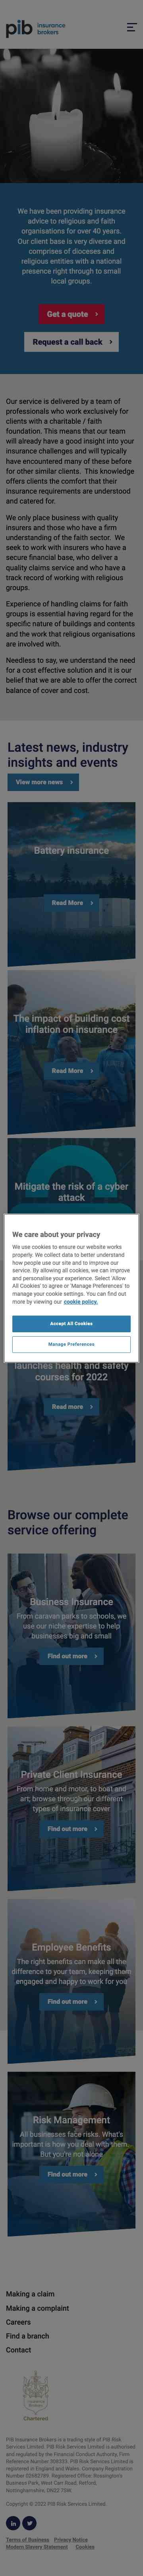 pib insurance
brokers
We have been providing insurance
advice to religious and faith
organisations for over 40 years.
Our client base is very diverse and
comprises of dioceses and
religious entities with a national
presence right through to small
local groups.
Get a quote
Request a call back
Our service is delivered by a team of
professionals who work exclusively for
clients with a charitable / faith
foundation. This means that our team
will already have a good insight into your
insurance challenges and will typically
have encountered many of these before
for other similar clients. This knowledge
offers clients the comfort that their
insurance requirements are understood
and catered for.
We only place business with quality
insurers who have a thorough
understanding of the faith sector. We
seek to work with insurers who have a
secure financial base, who deliver a
quality claims service and who have a
track record of working with religious
groups.
Experience of handling claims for faith
groups is essential having regard for the
specific nature of buildings and contents
and the way that religious organisations
are involved with.
Needless to say, we understand the need
for cost effective protection and it is our
belief that we are able to offer the correct
balance of cover and cost.
Latest news, industry
insights and events
View more news
Battery insurance
Read More
The impact of building cost
inflation on insurance
Read More
Mitigate the risk of a cyber
attack
We care about your privacy
We use cookies to ensure our website works
properly. We collect data to better understand
how people use our site and to improve our
service. By allowing all cookies, we can improve
and personalise your experience. Select 'Allow
All Cookies' to agree or 'Manage Preferences' to
manage your cookie settings. You can find out
more by viewing our cookie policy.
Accept All Cookies
Manage Preferences
launches health and safety
courses for 2022
Read more
Browse our complete
service offering
Business Insurance
From caravan parks to schools, we
use our niche expertise to help
businesses big and small
Find out more
Private Client Insurance
From home and motor, to boat and
art; browse through our different
types of insurance cover
Find out more
Employee Benefits
The right benefits can make all the
difference to your team, keeping them
engaged and happy to work for you
Find out more
Risk Management
All businesses face risks. What's
important is how you deal with them.
But you're not alone.
Find out more
Making a claim
Making a complaint
Careers
Find a branch
Contact
Chartered
PIB Insurance Brokers is a trading style of PIB Risk
Services Limited. PIB Risk Services Limited is authorised
and regulated by the Financial Conduct Authority, Firm
Reference Number 308333. PIB Risk Services Limited is
registered in England and Wales. Company Registration
Number 02682789. Registered Office: Rossington's
Business Park, West Carr Road, Retford,
Nottinghamshire, DN22 7SW.
Copyright © 2022 PIB Risk Services Limited.
Terms of Business Privacy Notice
Modern Slavery Statement Cookies